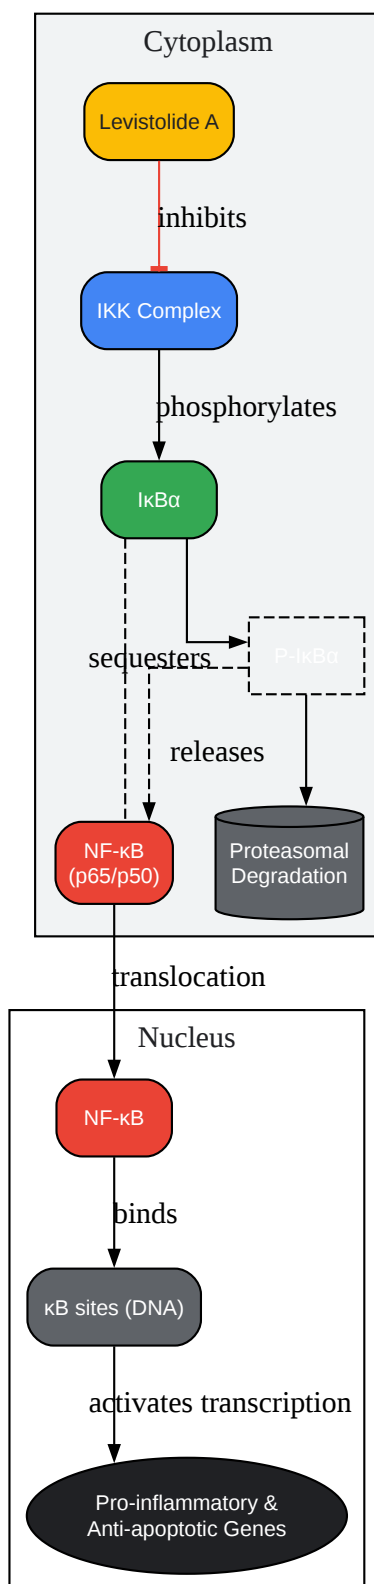 Cytoplasm
Levistolide A
inhibits
IKK Complex
phosphorylates
IκBα
P-IκBα
sequesters
releases
NF-κB
(p65/p50)
Proteasomal
Degradation
translocation
Nucleus
NF-κB
binds
κB sites (DNA)
activates transcription
Pro-inflammatory &
Anti-apoptotic Genes